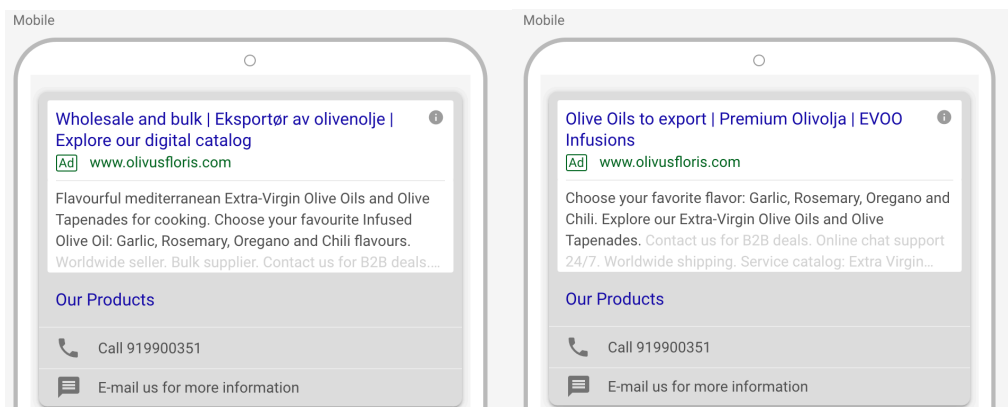 Mobile
Wholesale and bulk | Eksportør av olivenolje |
Explore our digital catalog
Ad www.olivusfloris.com
Flavourful mediterranean Extra-Virgin Olive Oils and Olive
Tapenades for cooking. Choose your favourite Infused
Olive Oil: Garlic, Rosemary, Oregano and Chili flavours.
Worldwide seller. Bulk supplier. Contact us for B2B deals....
Our Products
Call 919900351
E-mail us for more information
Mobile
Olive Oils to export | Premium Olivolja | EVOO
Infusions
Ad www.olivusfloris.com
Choose your favorite flavor: Garlic, Rosemary, Oregano and
Chili. Explore our Extra-Virgin Olive Oils and Olive
Tapenades. Contact us for B2B deals. Online chat support
24/7. Worldwide shipping. Service catalog: Extra Virgin...
Our Products
Call 919900351
E-mail us for more information